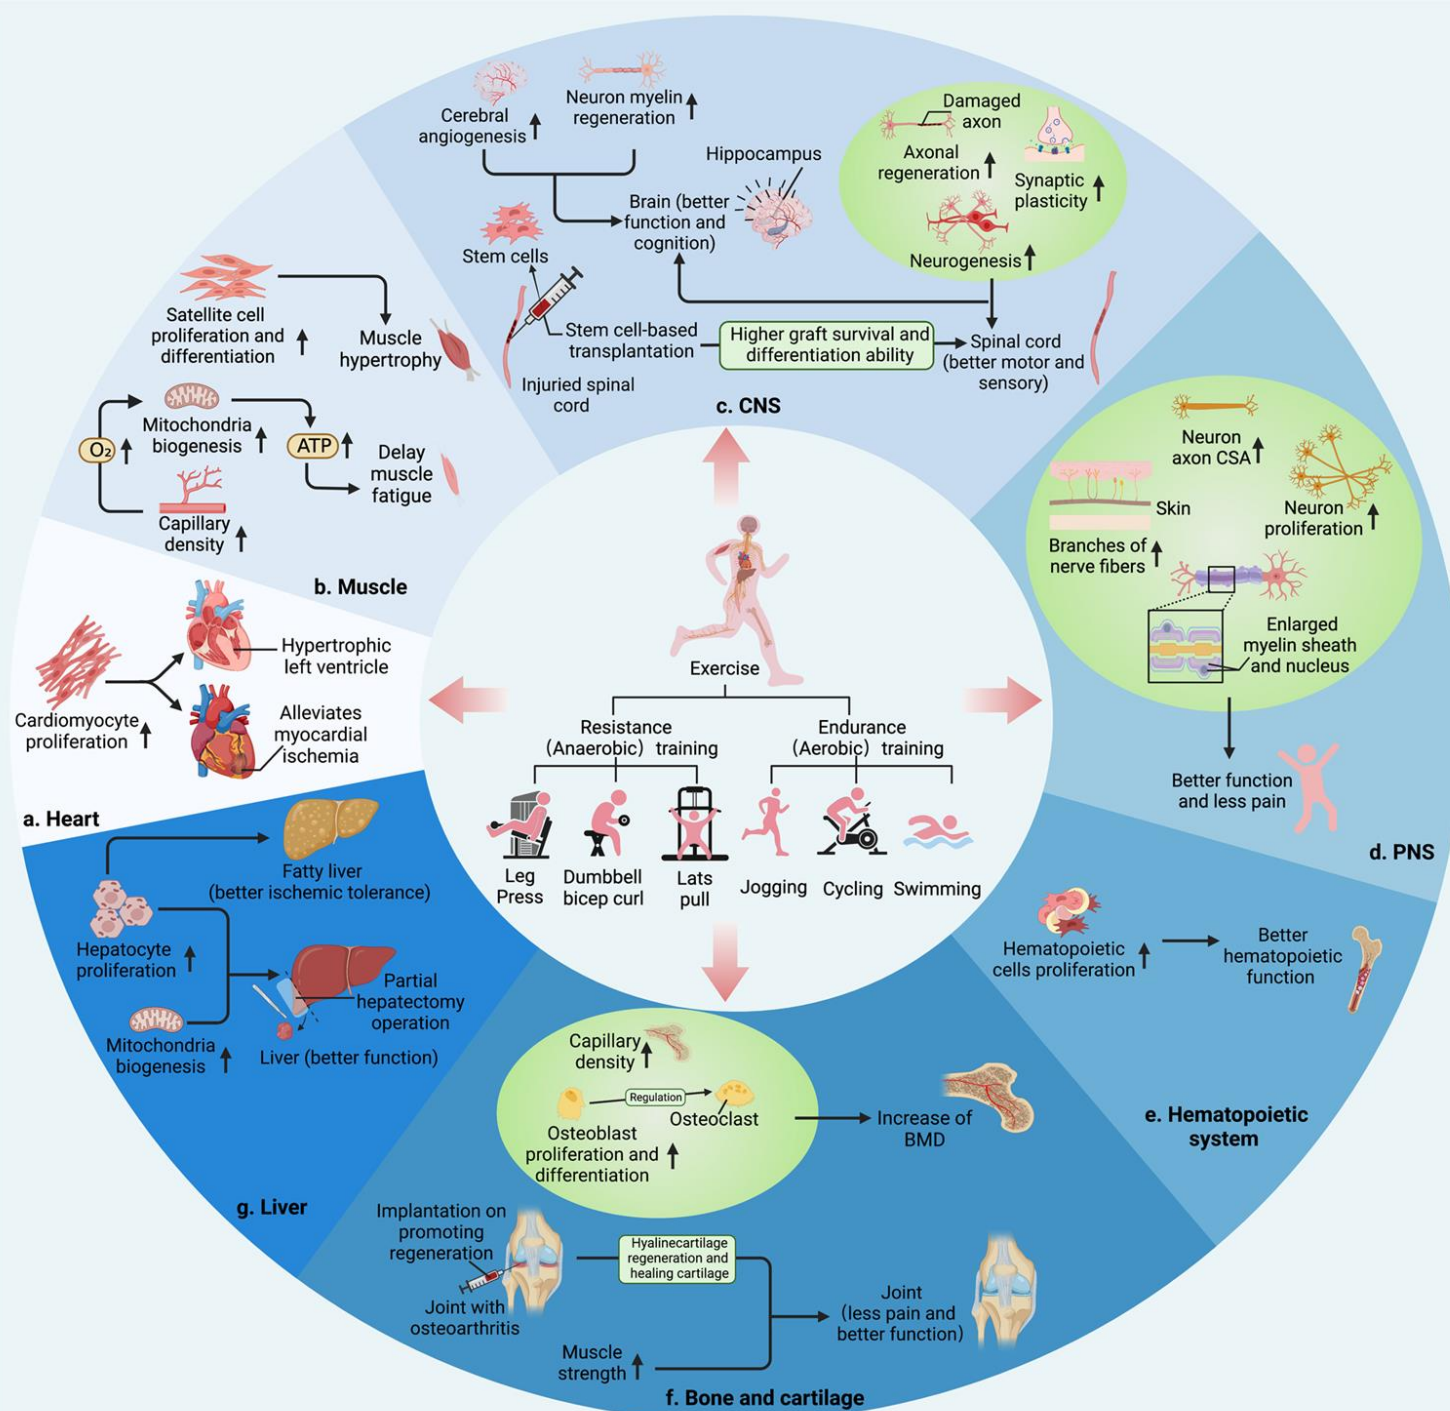 Cerebral
angiogenesis
Neuron myelin
regeneration
Hippocampus
Brain (better
function and
cognition)
Damaged
axon
Axonal
regeneration
Synaptic
plasticity
Neurogenesis
Stem cells
Stem cell-based
transplantation
Injuried spinal
cord
Higher graft survival and
differentiation ability
Spinal cord
(better motor and
sensory)
c. CNS
Satellite cell
proliferation and
differentiation
Muscle
hypertrophy
O₂
Mitochondria
biogenesis
ATP
Delay
muscle
fatigue
Capillary
density
b. Muscle
Neuron
axon CSA
Skin
Branches of
nerve fibers
Neuron
proliferation
Enlarged
myelin sheath
and nucleus
Better function
and less pain
d. PNS
Cardiomyocyte
proliferation
Hypertrophic
left ventricle
Alleviates
myocardial
ischemia
a. Heart
Exercise
Resistance
(Anaerobic) training
Endurance
(Aerobic) training
Leg
Press
Dumbbell
bicep curl
Lats
pull
Jogging
Cycling
Swimming
Fatty liver
(better ischemic tolerance)
Hepatocyte
proliferation
Partial
hepatectomy
operation
Mitochondria
biogenesis
Liver (better function)
g. Liver
Hematopoietic
cells proliferation
Better
hematopoietic
function
e. Hematopoietic
system
Capillary
density
Regulation
Osteoclast
Osteoblast
proliferation and
differentiation
Increase of
BMD
Implantation on
promoting
regeneration
Joint with
osteoarthritis
Hyalinecartilage
regeneration and
healing cartilage
Joint
(less pain and
better function)
Muscle
strength
f. Bone and cartilage